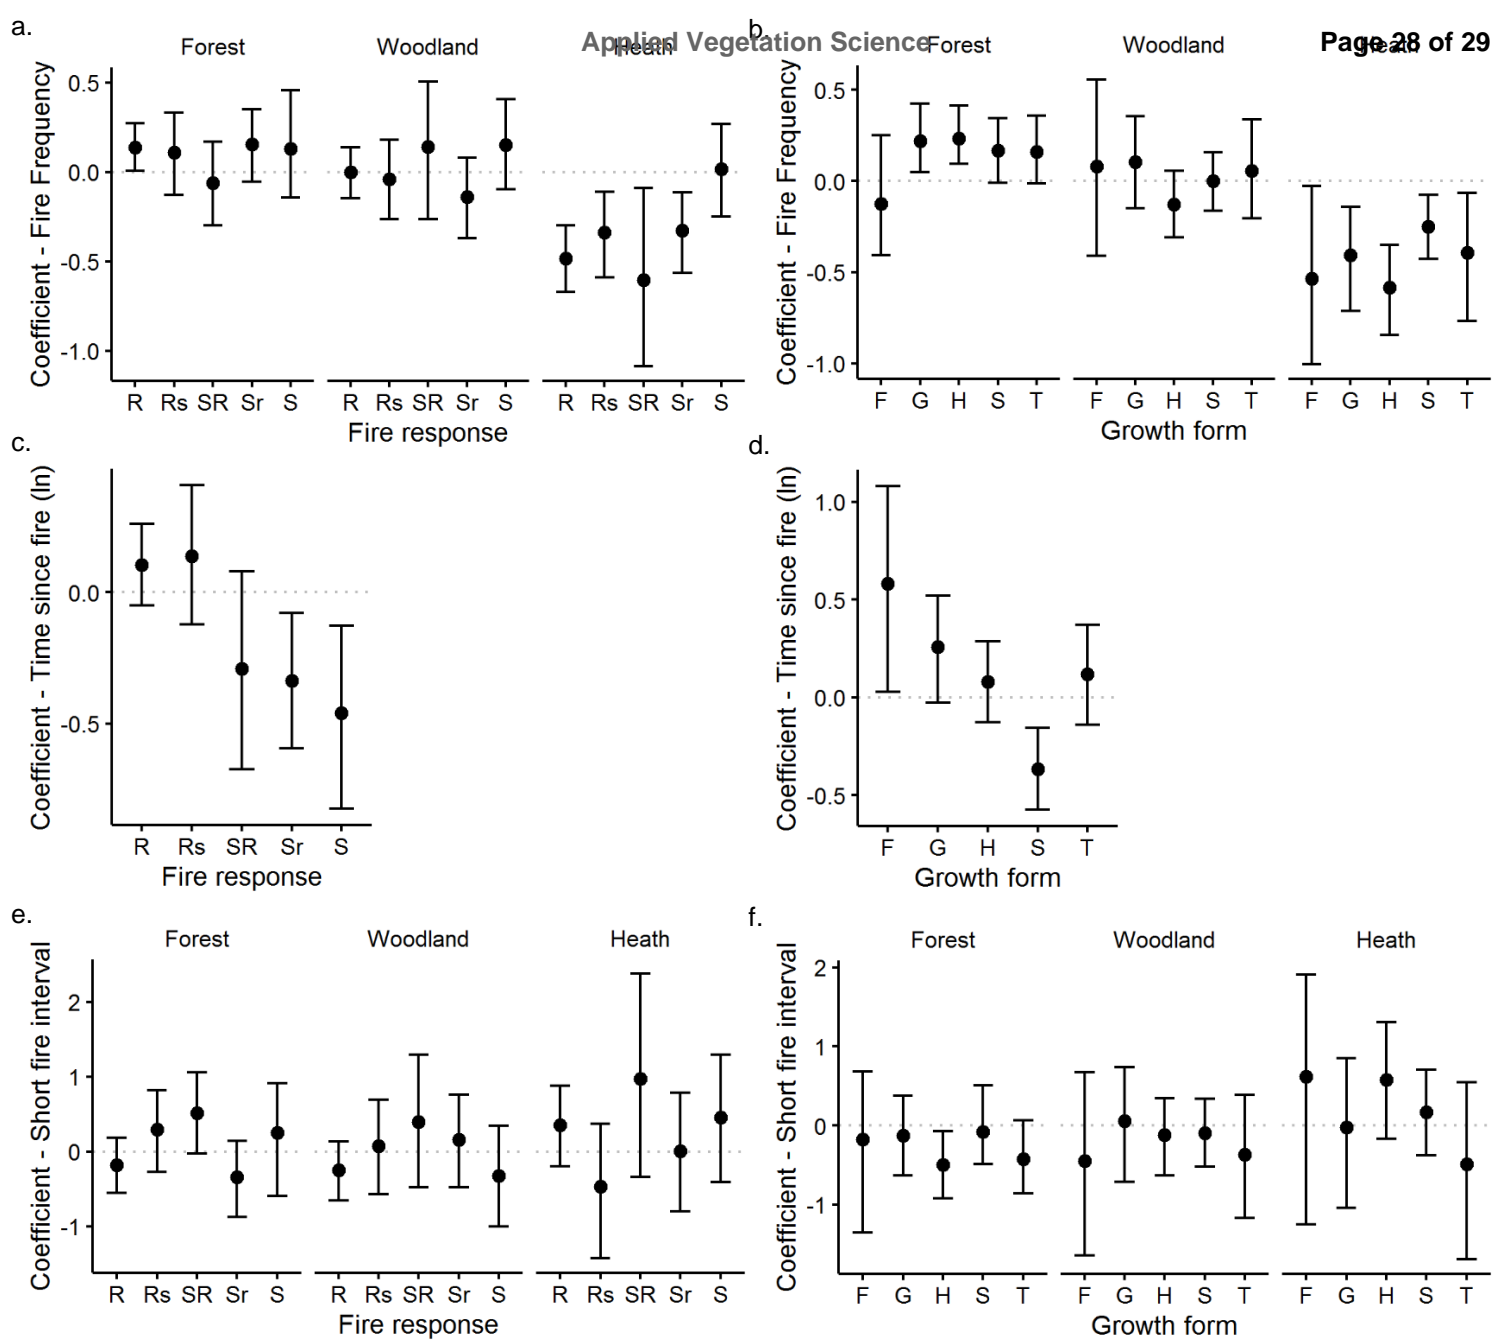 a.
Forest Woodland Heath
Applied Vegetation Science
b.
Forest Woodland Heath
Page 28 of 29
Coefficient - Fire Frequency
0.5
0.0
-0.5
-1.0
R Rs SR Sr S R Rs SR Sr S R Rs SR Sr S
Fire response
Coefficient - Fire Frequency
0.5
0.0
-0.5
-1.0
F G H S T F G H S T F G H S T
Growth form
c.
Coefficient - Time since fire (ln)
0.0
-0.5
R Rs SR Sr S
Fire response
d.
Coefficient - Time since fire (ln)
1.0
0.5
0.0
-0.5
F G H S T
Growth form
e.
Forest Woodland Heath
Coefficient - Short fire interval
2
1
0
-1
R Rs SR Sr S R Rs SR Sr S R Rs SR Sr S
Fire response
f.
Forest Woodland Heath
Coefficient - Short fire interval
2
1
0
-1
F G H S T F G H S T F G H S T
Growth form